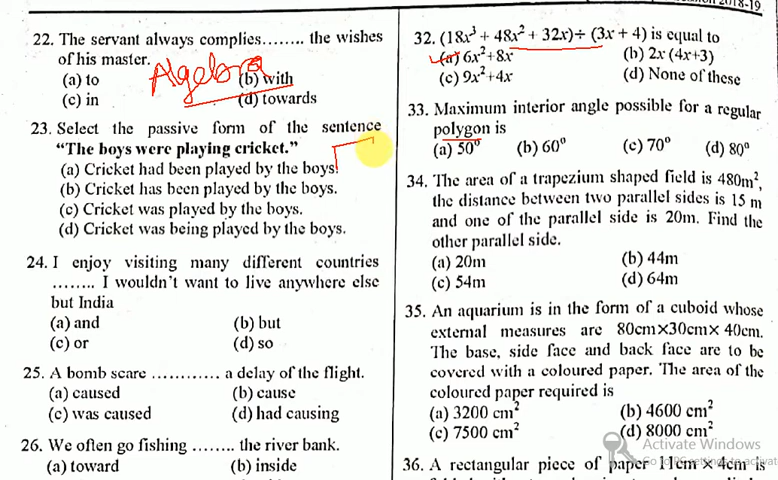 2018-19
22. The servant always complies........ the wishes
of his master.
(a) to (b) with
(c) in (d) towards
Algebra
23. Select the passive form of the sentence
“The boys were playing cricket.”
(a) Cricket had been played by the boys.
(b) Cricket has been played by the boys.
(c) Cricket was played by the boys.
(d) Cricket was being played by the boys.
24. I enjoy visiting many different countries
........ I wouldn't want to live anywhere else
but India
(a) and (b) but
(c) or (d) so
25. A bomb scare ............ a delay of the flight.
(a) caused (b) cause
(c) was caused (d) had causing
26. We often go fishing ........ the river bank.
(a) toward (b) inside
32. (18x³ + 48x² + 32x)÷ (3x + 4) is equal to
(a) 6x²+8x (b) 2x (4x+3)
(c) 9x²+4x (d) None of these
33. Maximum interior angle possible for a regular
polygon is
(a) 50° (b) 60° (c) 70° (d) 80°
34. The area of a trapezium shaped field is 480m²,
the distance between two parallel sides is 15 m
and one of the parallel side is 20m. Find the
other parallel side.
(a) 20m (b) 44m
(c) 54m (d) 64m
35. An aquarium is in the form of a cuboid whose
external measures are 80cm×30cm× 40cm.
The base, side face and back face are to be
covered with a coloured paper. The area of the
coloured paper required is
(a) 3200 cm² (b) 4600 cm²
(c) 7500 cm² (d) 8000 cm²
Activate Windows
Go to PC settings to activat
36. A rectangular piece of paper 11cm × 4cm is